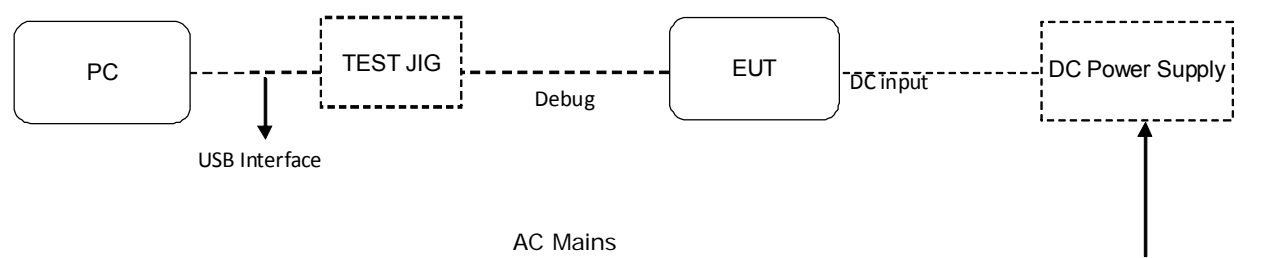 PC
TEST JIG
EUT
DC Power Supply
Debug
DC input
USB Interface
AC Mains